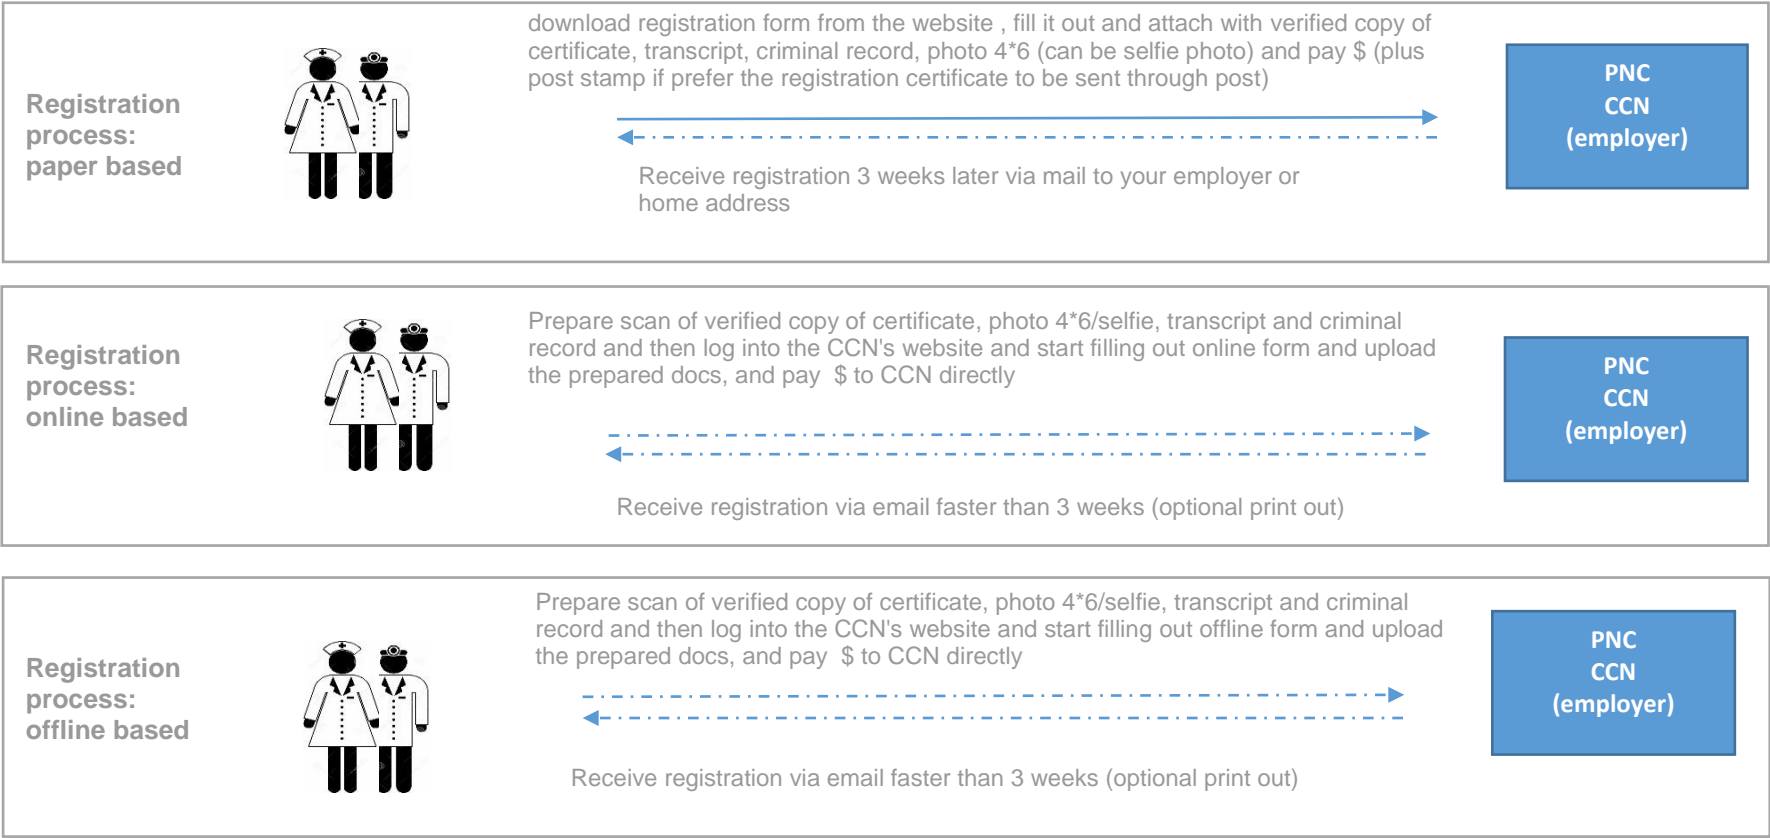 download registration form from the website , fill it out and attach with verified copy of
certificate, transcript, criminal record, photo 4*6 (can be selfie photo) and pay $ (plus
post stamp if prefer the registration certificate to be sent through post)
Registration
process:
paper based
PNC
CCN
(employer)
Receive registration 3 weeks later via mail to your employer or
home address
Prepare scan of verified copy of certificate, photo 4*6/selfie, transcript and criminal
record and then log into the CCN's website and start filling out online form and upload
the prepared docs, and pay  $ to CCN directly
Registration
process:
online based
PNC
CCN
(employer)
Receive registration via email faster than 3 weeks (optional print out)
Prepare scan of verified copy of certificate, photo 4*6/selfie, transcript and criminal
record and then log into the CCN's website and start filling out offline form and upload
the prepared docs, and pay  $ to CCN directly
Registration
process:
offline based
PNC
CCN
(employer)
Receive registration via email faster than 3 weeks (optional print out)